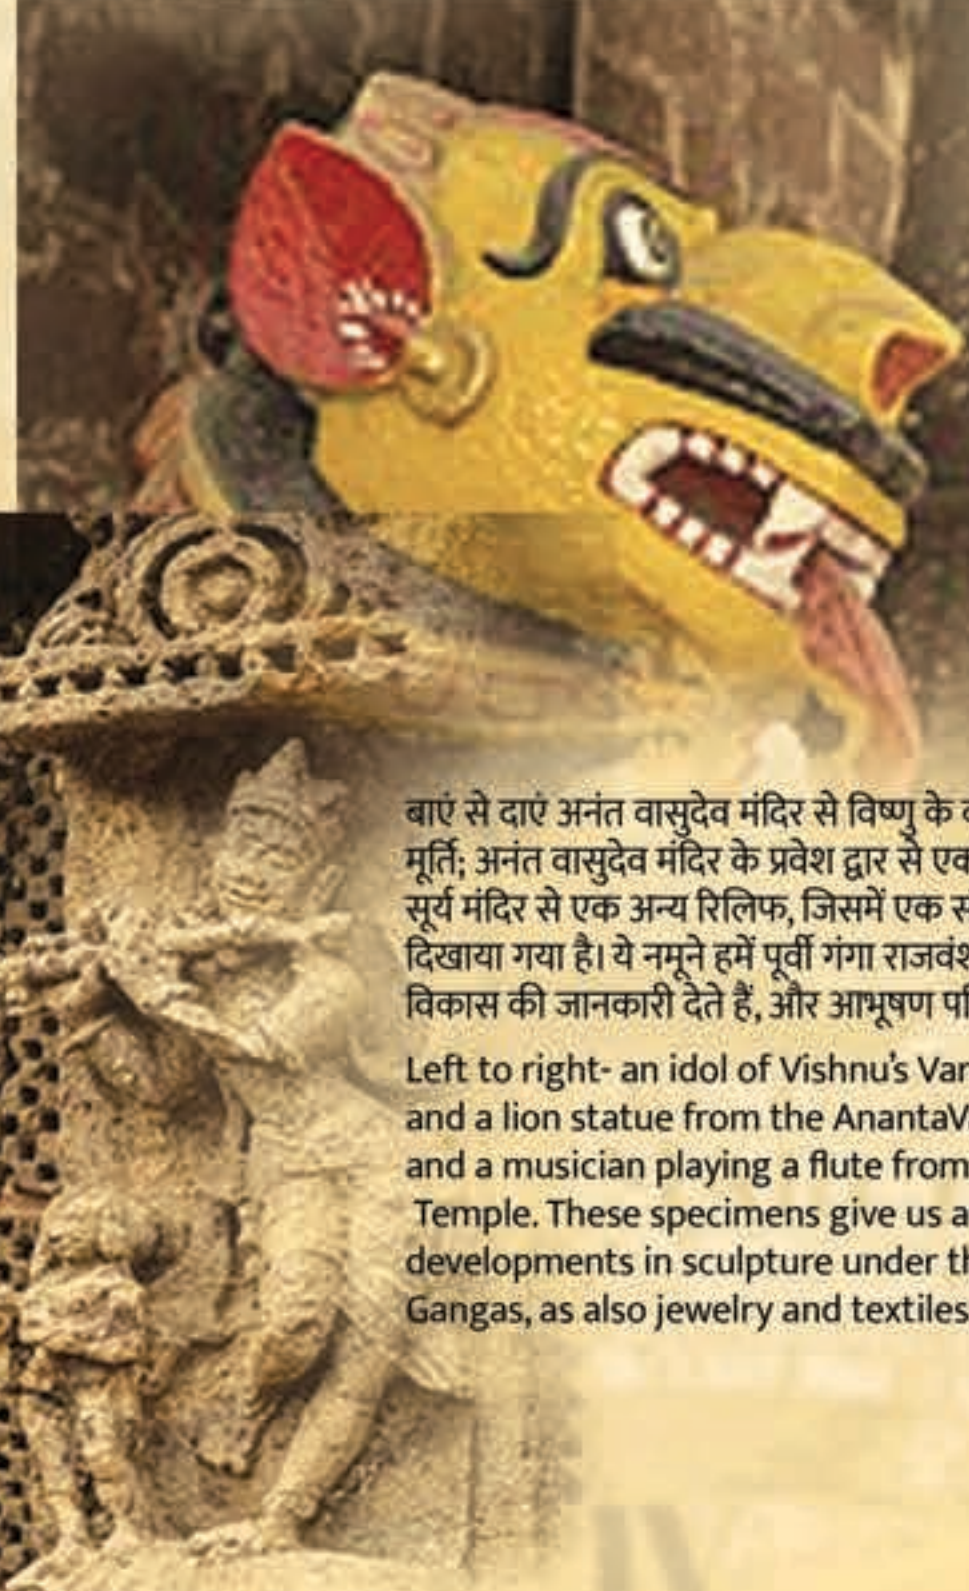 बाएं से दाएं अनंत वासुदेव मंदिर से विष्णु के
मूर्ति; अनंत वासुदेव मंदिर के प्रवेश द्वार से एक
सूर्य मंदिर से एक अन्य रिलिफ, जिसमें एक
दिखाया गया है। ये नमूने हमें पूर्वी गंगा
विकास की जानकारी देते हैं, और आभूषण
Left to right- an idol of Vishnu's
and a lion statue from the
and a musician playing a flute from
Temple. These specimens give us a
developments in sculpture under
Gangas, as also jewelry and textiles